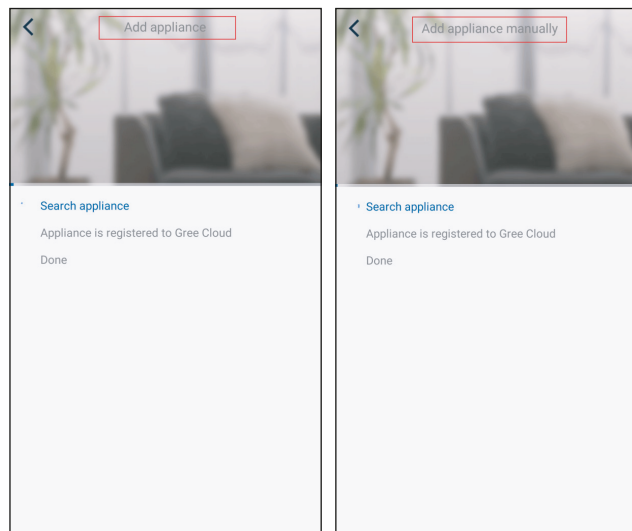 Add appliance
Search appliance
Appliance is registered to Gree Cloud
Done
Add appliance manually
Search appliance
Appliance is registered to Gree Cloud
Done